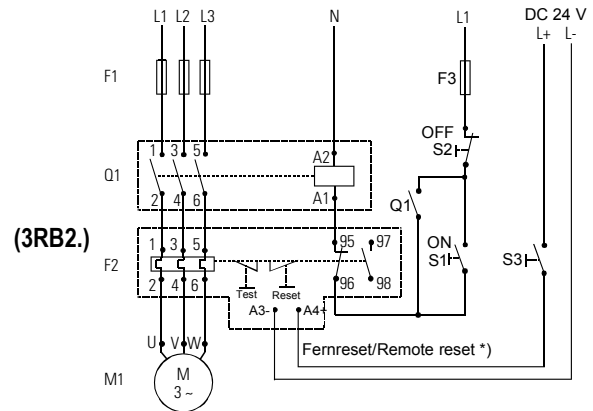 L1 L2 L3 N L1 DC 24 V
L+ L-
F1 F3
OFF
S2
1 3 5 A2
Q1
2 4 6 A1
Q1
ON
S1
S3
(3RB2.)
1 3 5 95 97
F2
2 4 6 96 98
Test Reset
A3- A4+
U V W
Fernreset/Remote reset *)
M1 M
3 ~